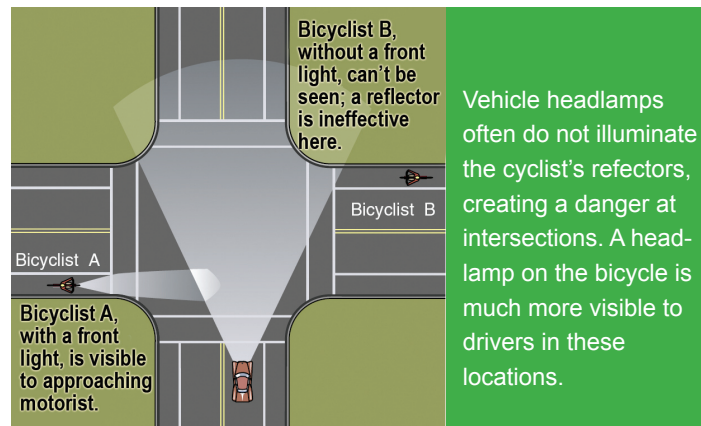 Bicyclist B,
without a front
light, can’t be
seen; a reflector
is ineffective
here.
Bicyclist B
Bicyclist A
Bicyclist A,
with a front
light, is visible
to approaching
motorist.
Vehicle headlamps
often do not illuminate
the cyclist’s refectors,
creating a danger at
intersections. A head-
lamp on the bicycle is
much more visible to
drivers in these
locations.